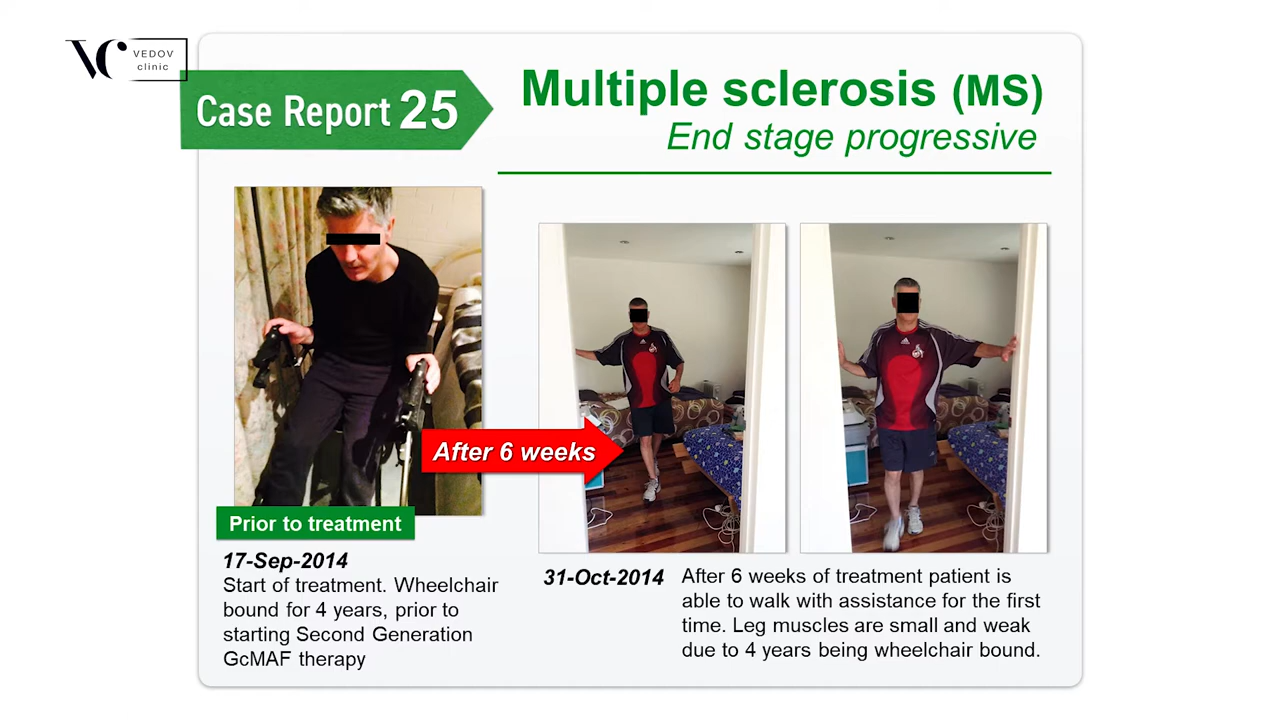 VC
VEDOV
clinic
Case Report 25
Multiple sclerosis (MS)
End stage progressive
After 6 weeks
Prior to treatment
17-Sep-2014
Start of treatment. Wheelchair
bound for 4 years, prior to
starting Second Generation
GcMAF therapy
31-Oct-2014
After 6 weeks of treatment patient is
able to walk with assistance for the first
time. Leg muscles are small and weak
due to 4 years being wheelchair bound.